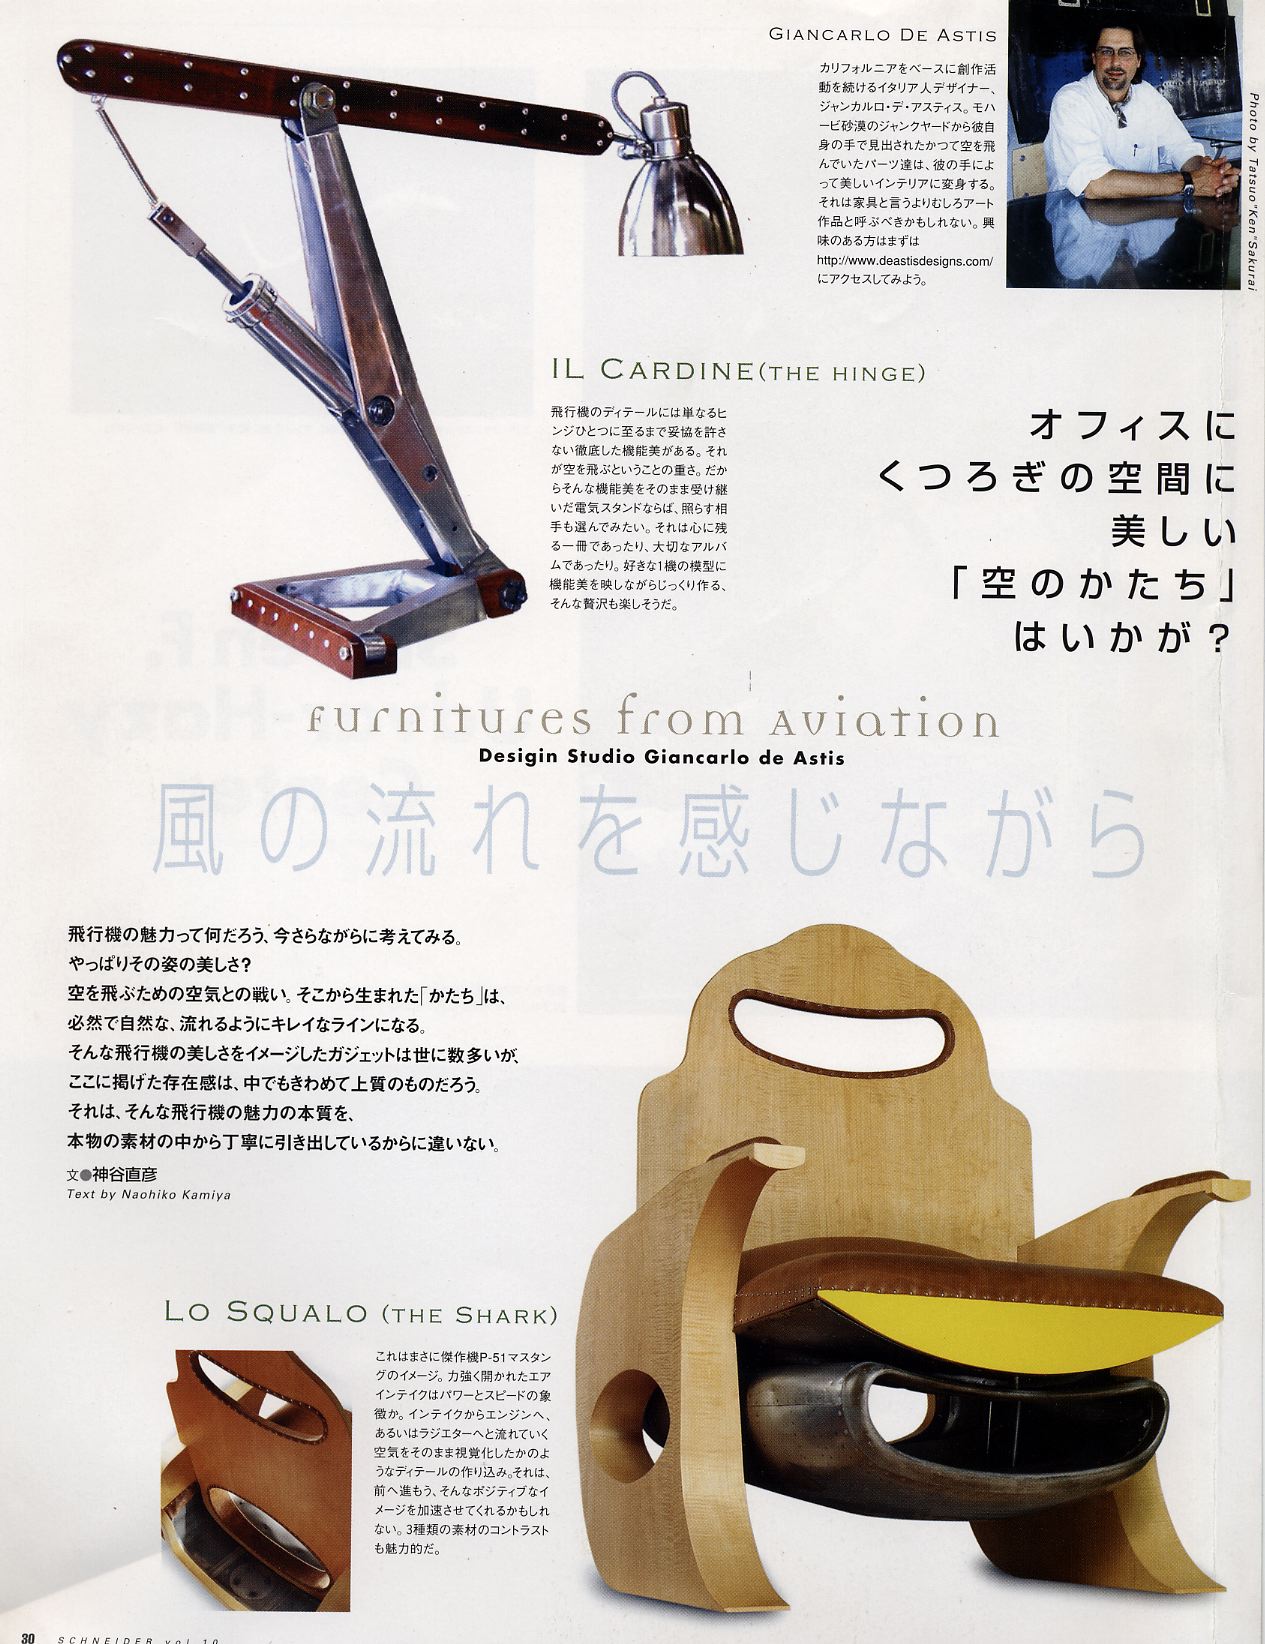 GIANCARLO DE ASTIS
カリフォルニアをベースに創作活
動を続けるイタリア人デザイナー、
ジャンカルロ・デ・アスティス。モハ
ービ砂漠のジャンクヤードから彼自
身の手で見出されたかつて空を飛
んでいたパーツ達は、彼の手によ
って美しいインテリアに変身する。
それは家具と言うよりむしろアート
作品と呼ぶべきかもしれない。興
味のある方はまずは
http://www.deastisdesigns.com/
にアクセスしてみよう。
Photo by Tatsuo"Ken"Sakurai
IL CARDINE(THE HINGE)
飛行機のディテールには単なるヒ
ンジひとつに至るまで妥協を許さ
ない徹底した機能美がある。それ
が空を飛ぶということの重さ。だか
らそんな機能美をそのまま受け継
いだ電気スタンドならば、照らす相
手も選んでみたい。それは心に残
る一冊であったり、大切なアルバ
ムであったり。好きな1機の模型に
機能美を映しながらじっくり作る、
そんな贅沢も楽しそうだ。
オフィスに
くつろぎの空間に
美しい
「空のかたち」
はいかが?
Furnitures from Aviation
Desigin Studio Giancarlo de Astis
風の流れを感じながら
飛行機の魅力って何だろう、今さらながらに考えてみる。
やっぱりその姿の美しさ?
空を飛ぶための空気との戦い。そこから生まれた「かたち」は、
必然で自然な、流れるようにキレイなラインになる。
そんな飛行機の美しさをイメージしたガジェットは世に数多いが、
ここに掲げた存在感は、中でもきわめて上質のものだろう。
それは、そんな飛行機の魅力の本質を、
本物の素材の中から丁寧に引き出しているからに違いない。
文●神谷直彦
Text by Naohiko Kamiya
LO SQUALO (THE SHARK)
これはまさに傑作機P-51マスタン
グのイメージ。力強く開かれたエア
インテイクはパワーとスピードの象
徴か。インテイクからエンジンへ、
あるいはラジエターへと流れていく
空気をそのまま視覚化したかのよ
うなディテールの作り込み。それは、
前へ進もう、そんなポジティブなイ
メージを加速させてくれるかもしれ
ない。3種類の素材のコントラスト
も魅力的だ。
30 SCHNEIDER vol.10